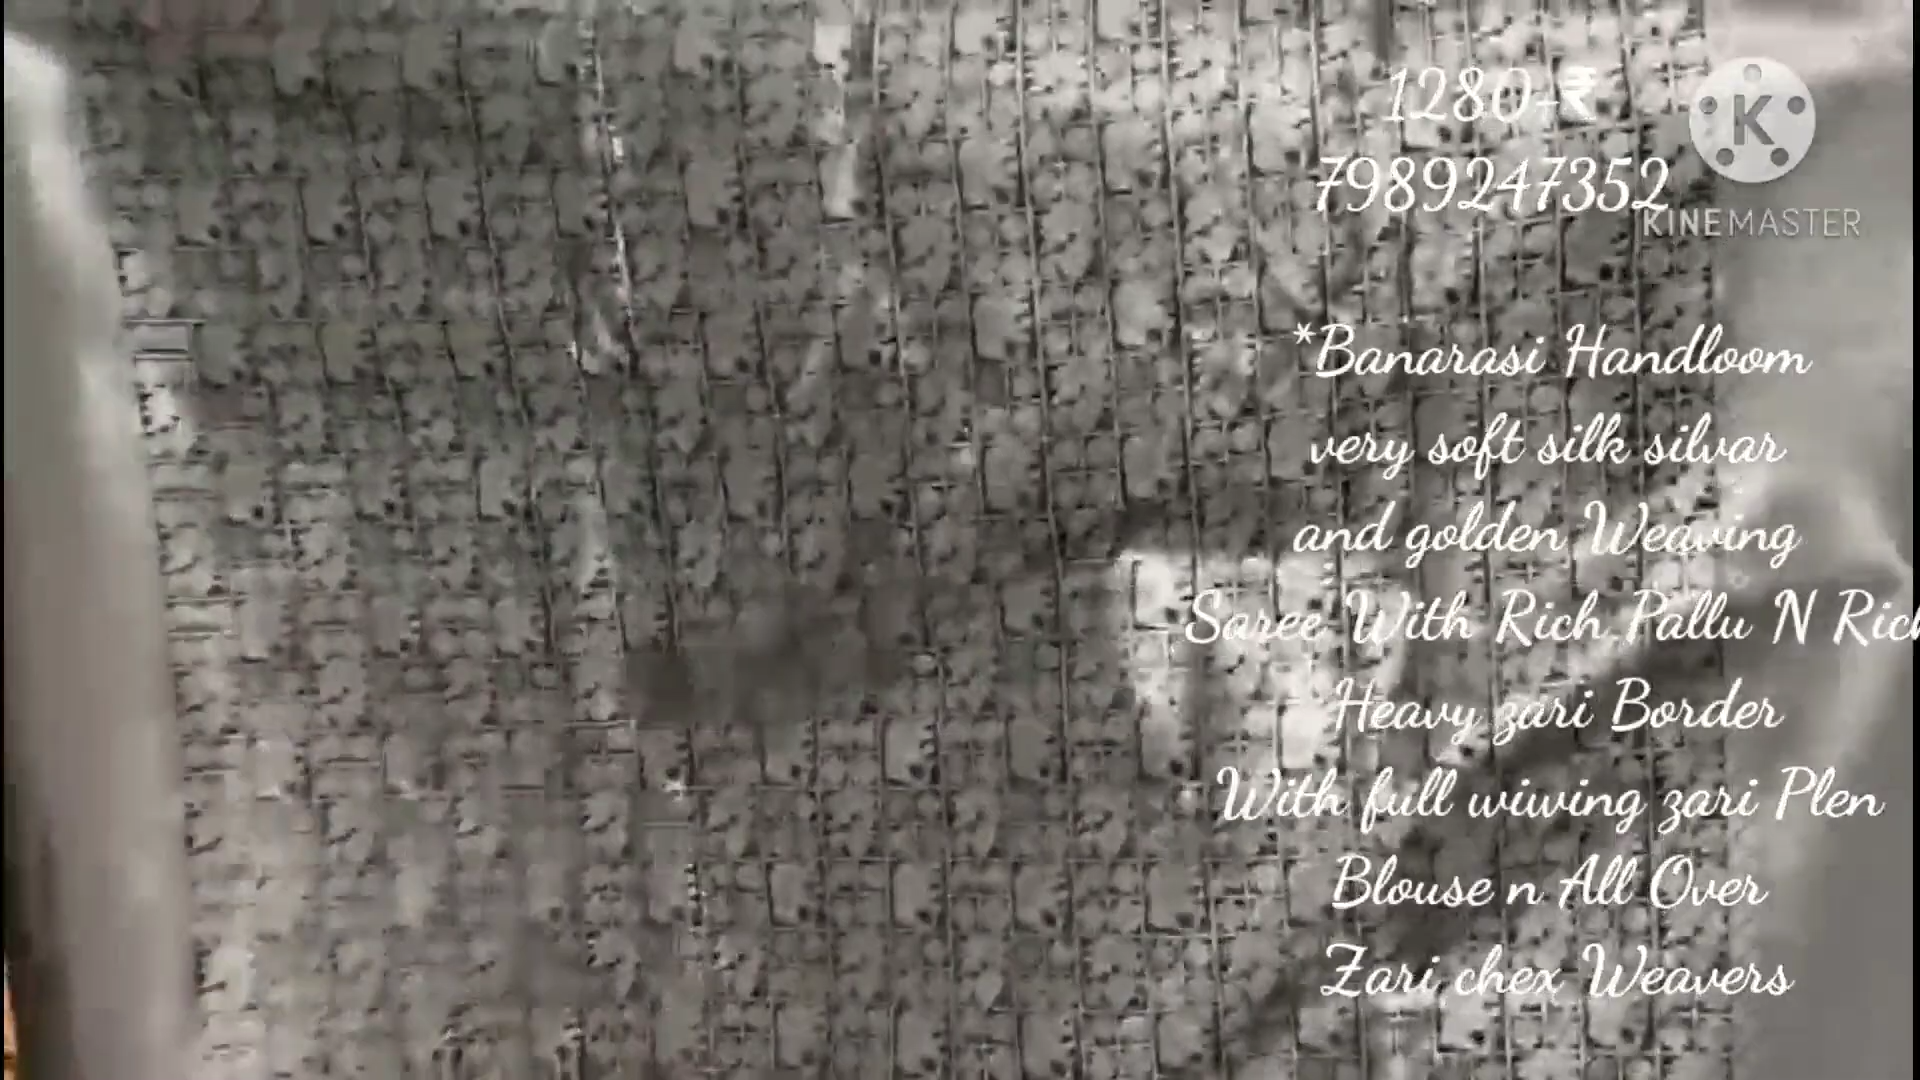 1280-₹
7989247352
KINEMASTER
*Banarasi Handloom
very soft silk silvar
and golden Weaving
Saree With Rich Pallu N Rich
Heavy zari Border
With full wiwing zari Plen
Blouse n All Over
Zari chex Weavers